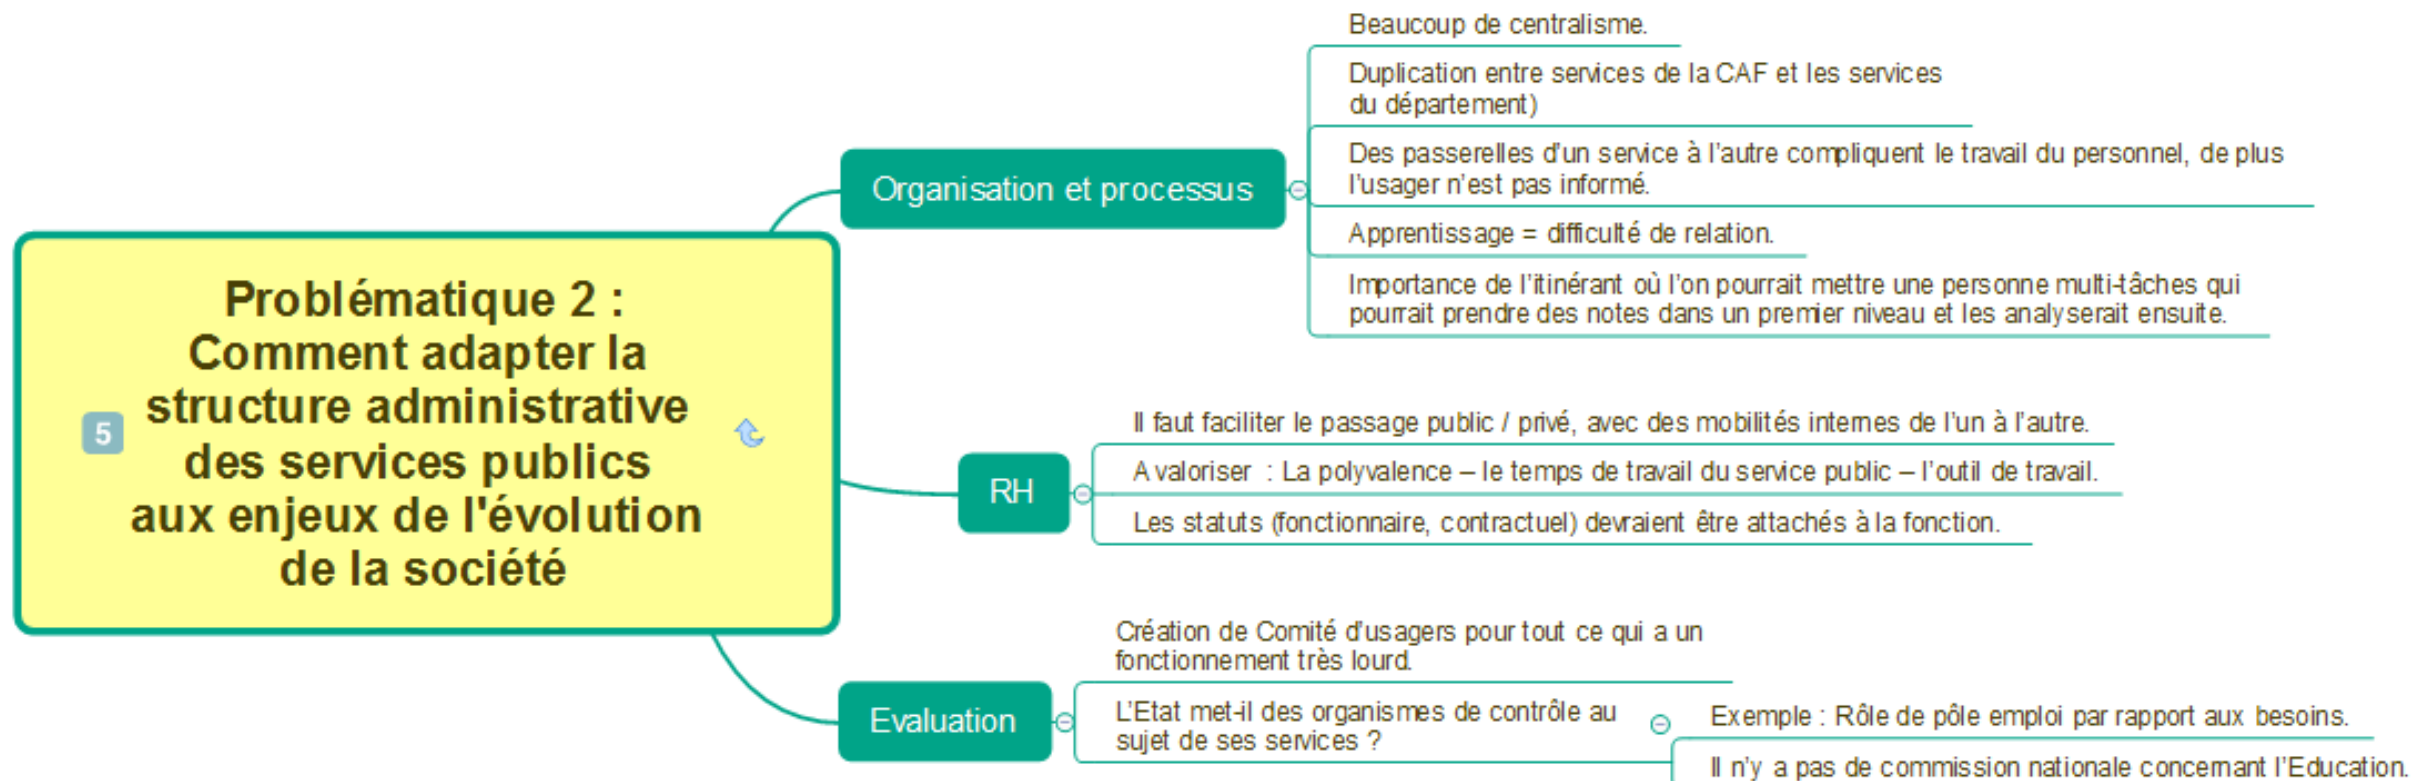 Problématique 2 :
Comment adapter la
structure administrative
des services publics
aux enjeux de l'évolution
de la société
5
Organisation et processus
Beaucoup de centralisme.
Duplication entre services de la CAF et les services
du département)
Des passerelles d’un service à l’autre compliquent le travail du personnel, de plus
l’usager n’est pas informé.
Apprentissage = difficulté de relation.
Importance de l’itinérant où l’on pourrait mettre une personne multi-tâches qui
pourrait prendre des notes dans un premier niveau et les analyserait ensuite.
RH
Il faut faciliter le passage public / privé, avec des mobilités internes de l’un à l’autre.
A valoriser : La polyvalence – le temps de travail du service public – l’outil de travail.
Les statuts (fonctionnaire, contractuel) devraient être attachés à la fonction.
Evaluation
Création de Comité d’usagers pour tout ce qui a un
fonctionnement très lourd.
L’Etat met-il des organismes de contrôle au
sujet de ses services ?
Exemple : Rôle de pôle emploi par rapport aux besoins.
Il n’y a pas de commission nationale concernant l’Education.